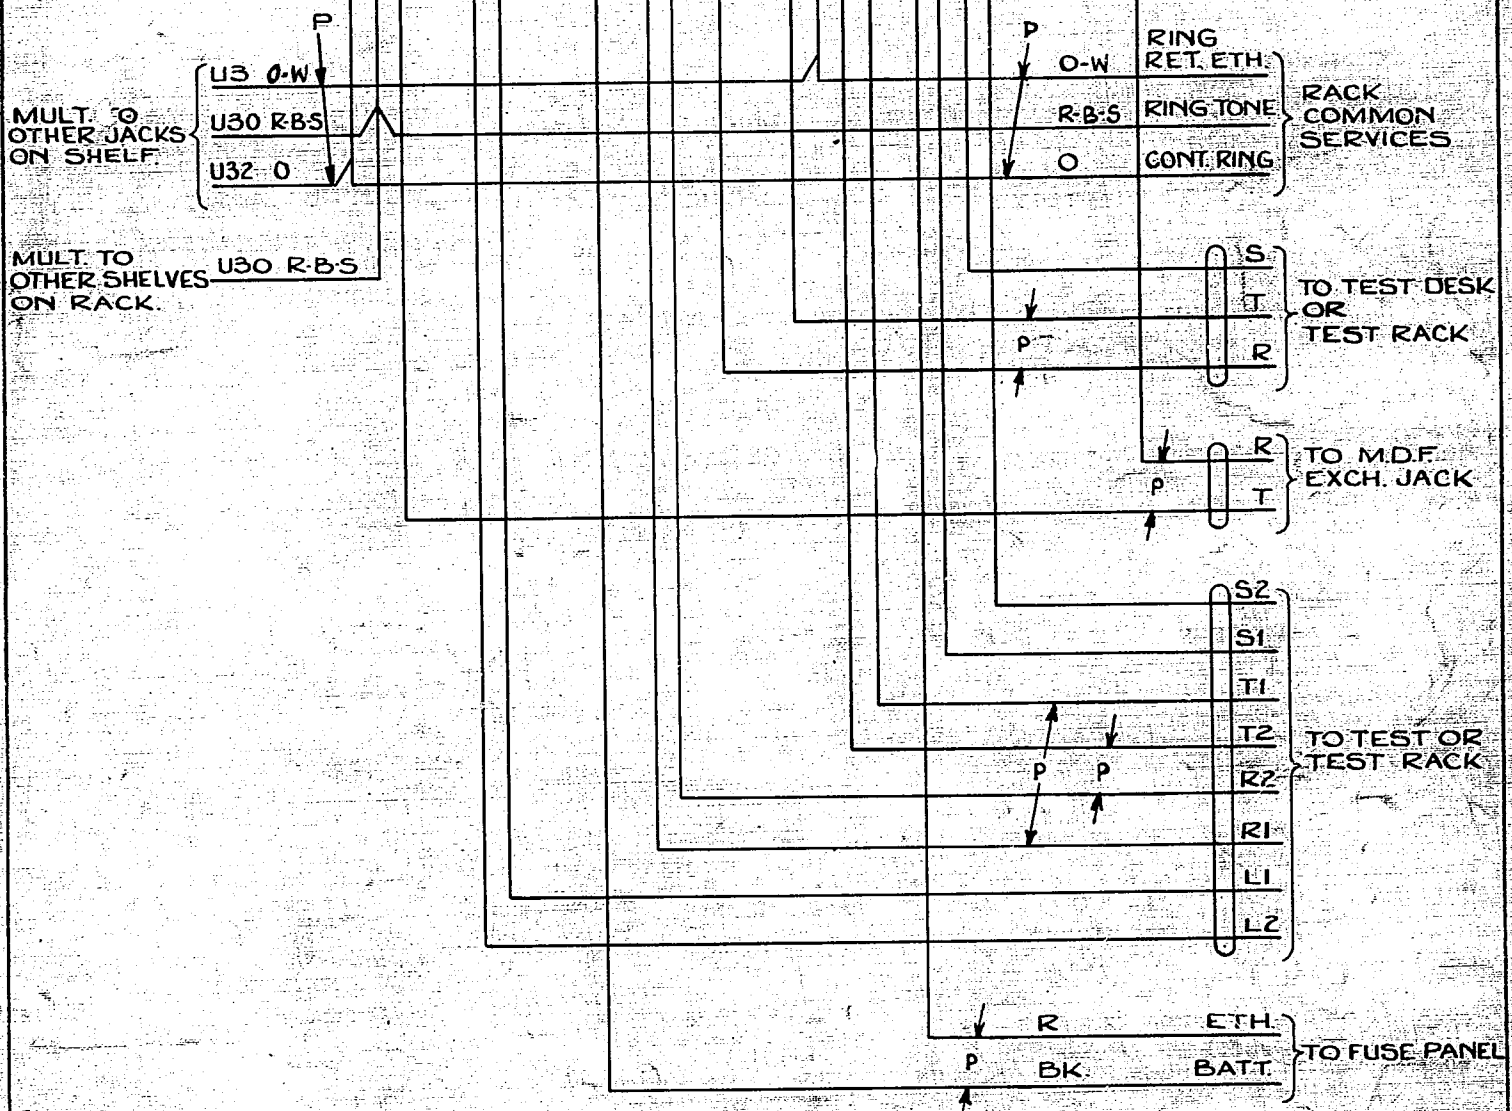 P
U3 O-W
U30 R-B-S
U32 O
MULT. O
OTHER JACKS
ON SHELF.
MULT. TO
OTHER SHELVES
ON RACK.
U30 R-B-S
P
O-W
RING
RET. ETH.
R-B-S RING TONE
O CONT. RING
RACK
COMMON
SERVICES
S
T
R
P
TO TEST DESK
OR
TEST RACK
R
T
P
TO M.D.F.
EXCH. JACK
S2
S1
T1
T2
R2
R1
L1
L2
P P
TO TEST OR
TEST RACK
R ETH.
P
BK. BATT.
TO FUSE PANEL